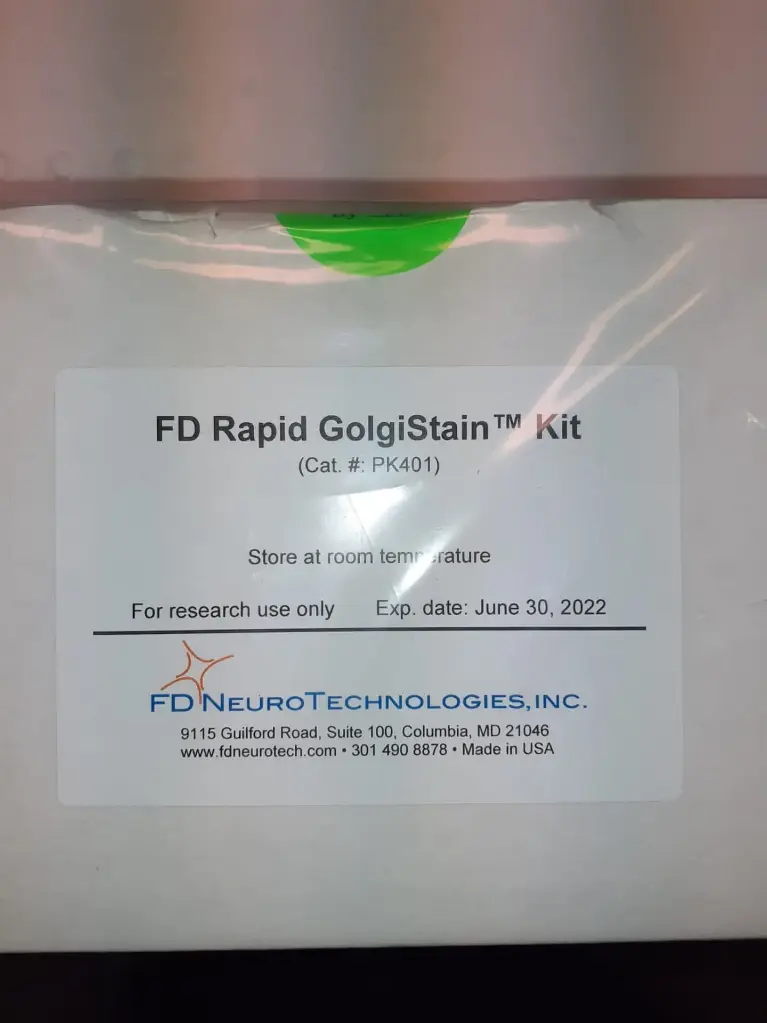 FD Rapid GolgiStain™ Kit
(Cat. #: PK401)
Store at room temperature
For research use only Exp. date: June 30, 2022
FD NEUROTECHNOLOGIES, INC.
9115 Guilford Road, Suite 100, Columbia, MD 21046
www.fdneurotech.com • 301 490 8878 • Made in USA